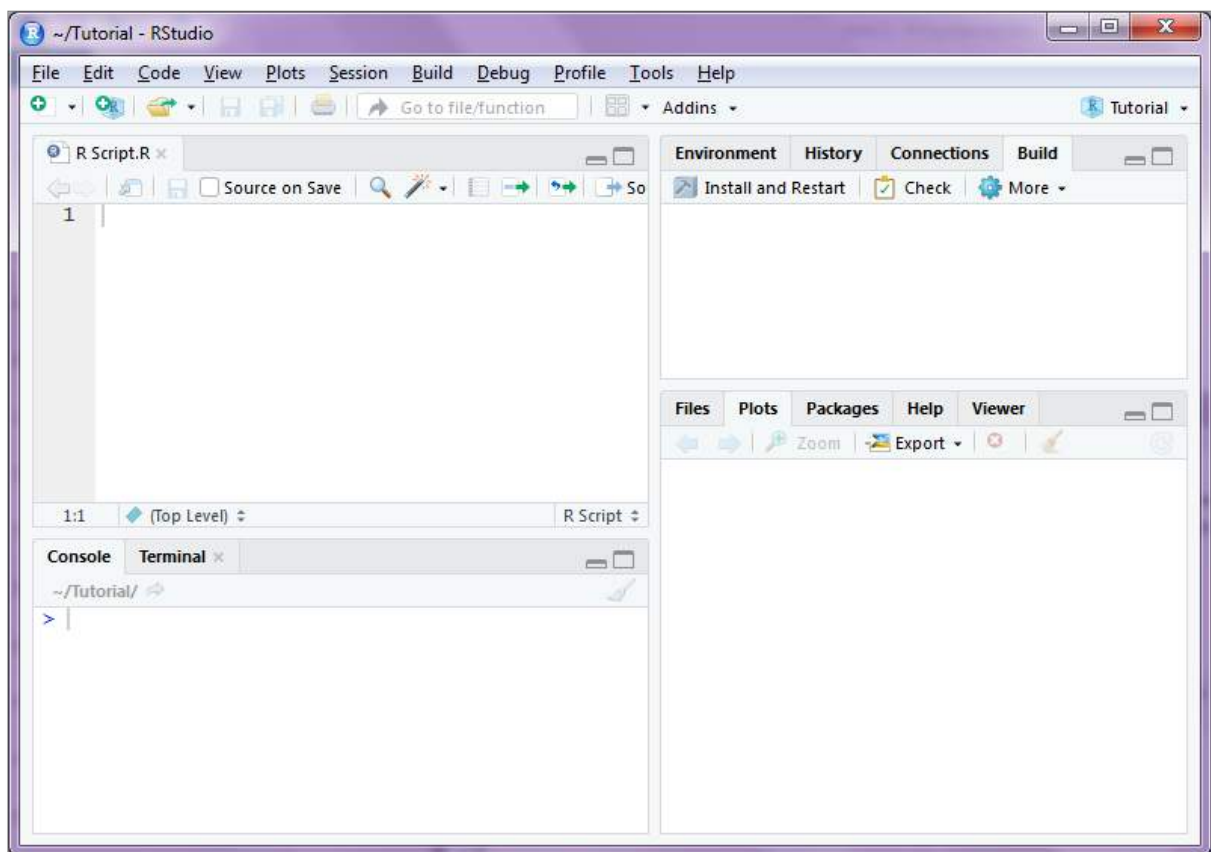 ~/Tutorial - RStudio
File Edit Code View Plots Session Build Debug Profile Tools Help
Go to file/function Addins Tutorial
R Script.R
Source on Save So
1
1:1 (Top Level) R Script
Console Terminal
~/Tutorial/
>
Environment History Connections Build
Install and Restart Check More
Files Plots Packages Help Viewer
Zoom Export